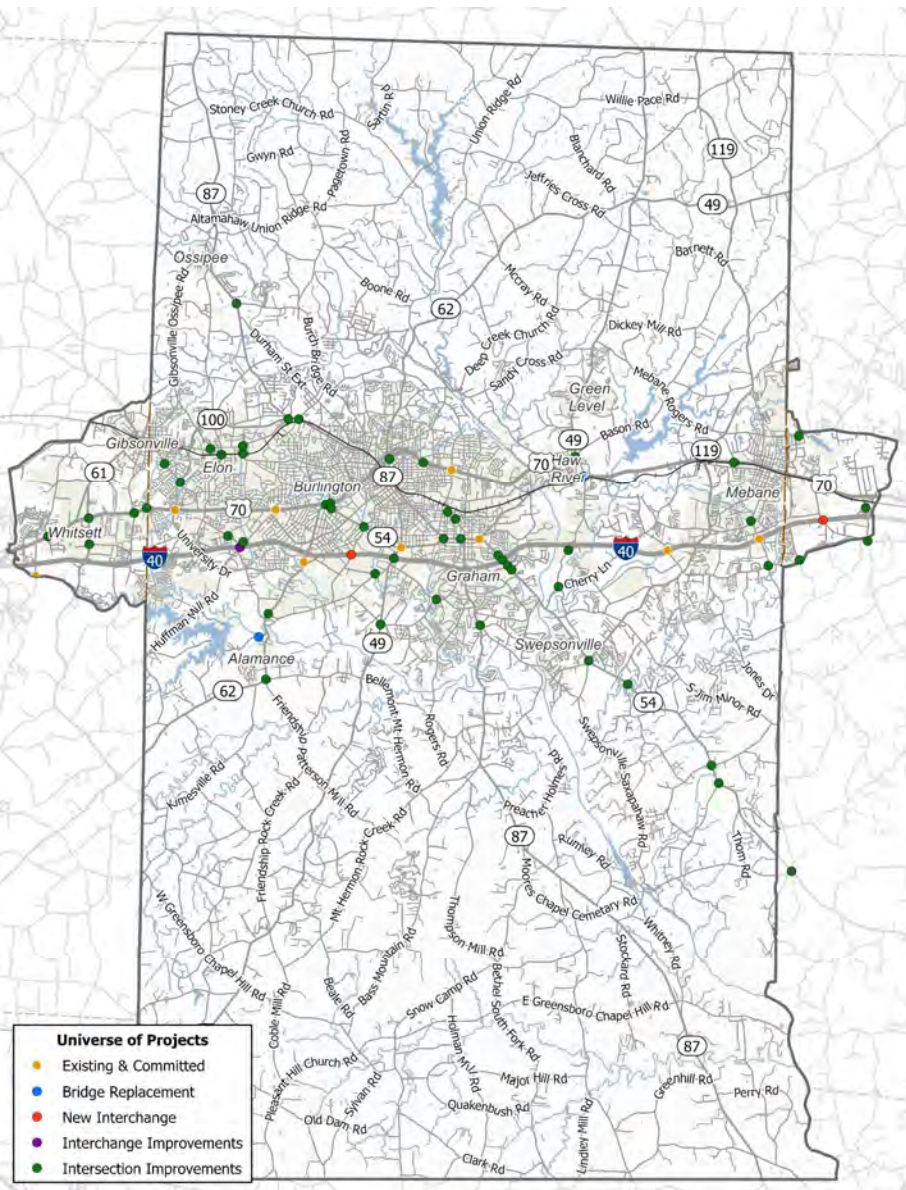 Stoney Creek Church Rd
Sartin Rd
Union Ridge Rd
Willie Pace Rd
Gwyn Rd
Pagetown Rd
Blanchard Rd
119
87
Jeffries Cross Rd
49
Altamahaw Union Ridge Rd
Ossipee
Barnett Rd
Gibsonville Ossipee Rd
Boone Rd
Mccray Rd
62
Durham St Ext
Burch Bridge Rd
Deep Creek Church Rd
Dickey Mill Rd
Sandy Cross Rd
Mebane Rogers Rd
Green
Level
100
Gibsonville
49
Bason Rd
Elon
70
Haw
River
119
61
87
Burlington
Mebane
70
70
Whitsett
54
University Dr
40
40
Graham
Cherry Ln
Huffman Mill Rd
49
Swepsonville
Alamance
62
Jones Dr
Bellemont Mt Hermon Rd
54
S Jim Minor Rd
Friendship Patterson Mill Rd
Rogers Rd
Swepsonville Saxapahaw Rd
Kimesville Rd
Preacher Holmes Rd
Friendship Rock Creek Rd
Mt Hermon Rock Creek Rd
87
Rumley Rd
Thom Rd
Moores Chapel Cemetary Rd
W Greensboro Chapel Hill Rd
Thompson Mill Rd
Whitney Rd
Bass Mountain Rd
Stockard Rd
Beale Rd
Coble Mill Rd
Snow Camp Rd
Bethel South Fork Rd
E Greensboro Chapel Hill Rd
Holman Mill Rd
87
Pleasant Hill Church Rd
Sylvan Rd
Major Hill Rd
Greenhill Rd
Perry Rd
Quakenbush Rd
Old Dam Rd
Lindley Mill Rd
Clark Rd
Universe of Projects
Existing & Committed
Bridge Replacement
New Interchange
Interchange Improvements
Intersection Improvements